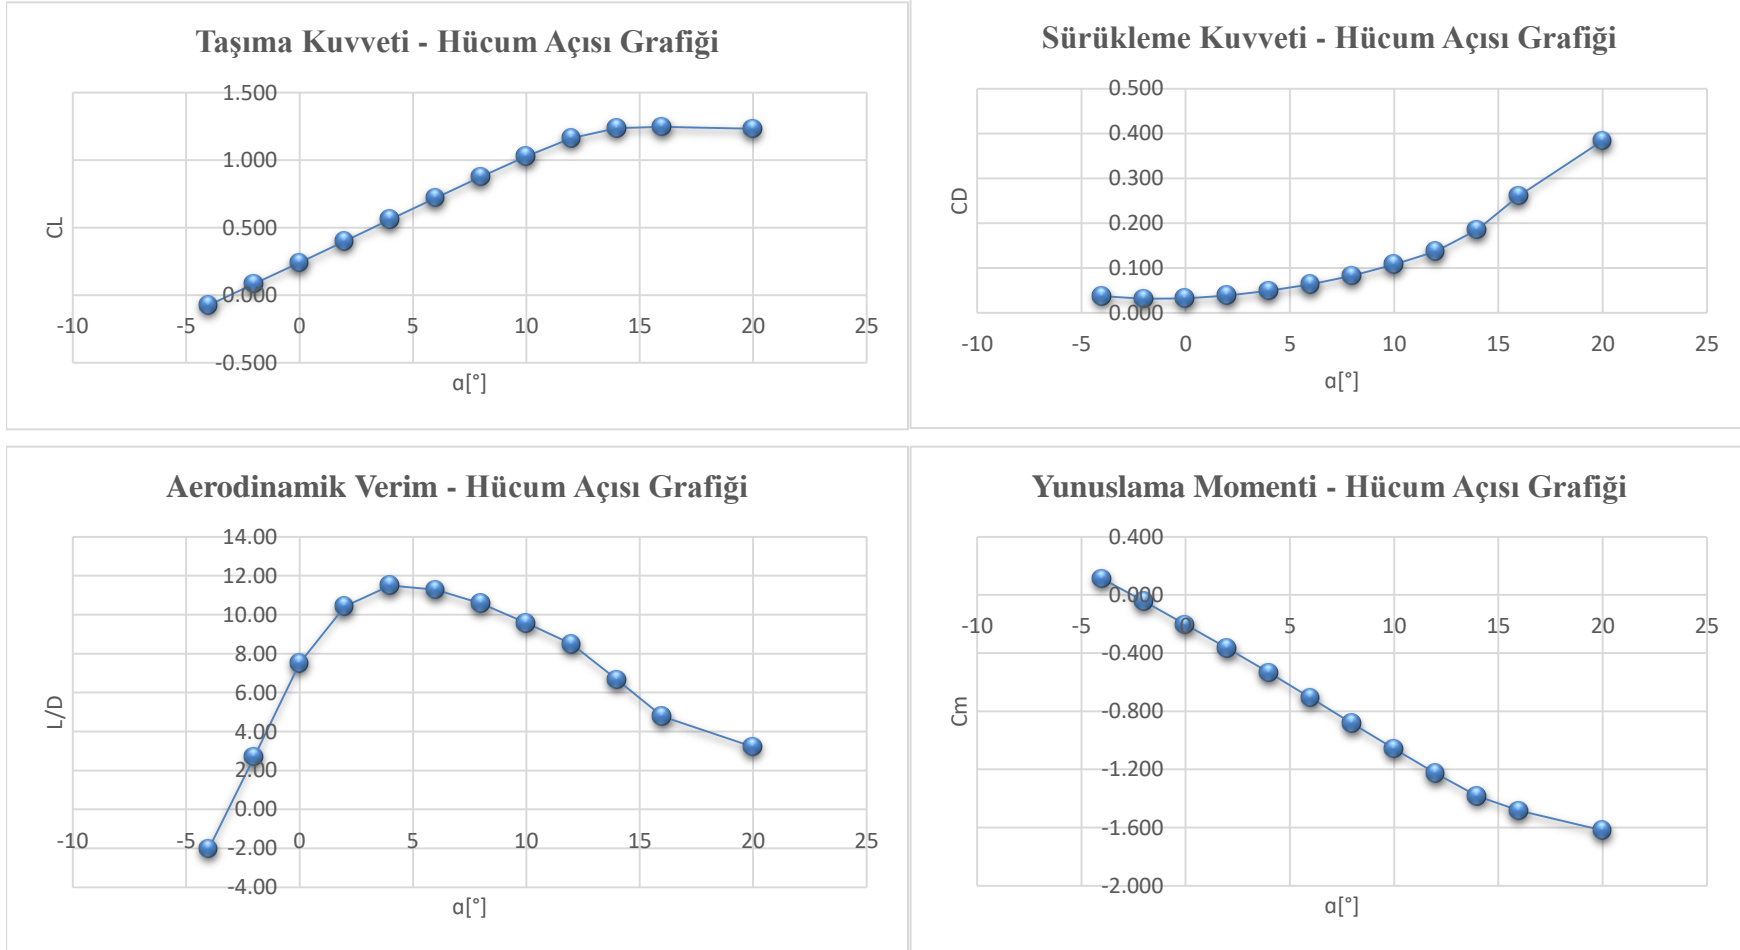 Taşıma Kuvveti - Hücum Açısı Grafiği
1.500
1.000
0.500
0.000
-0.500
-10 -5 0 5 10 15 20 25
CL
α[°]
Sürükleme Kuvveti - Hücum Açısı Grafiği
0.500
0.400
0.300
0.200
0.100
0.000
-10 -5 0 5 10 15 20 25
CD
α[°]
Aerodinamik Verim - Hücum Açısı Grafiği
14.00
12.00
10.00
8.00
6.00
4.00
2.00
0.00
-2.00
-4.00
-10 -5 0 5 10 15 20 25
L/D
α[°]
Yunuslama Momenti - Hücum Açısı Grafiği
0.400
0.000
-0.400
-0.800
-1.200
-1.600
-2.000
-10 -5 0 5 10 15 20 25
Cm
α[°]